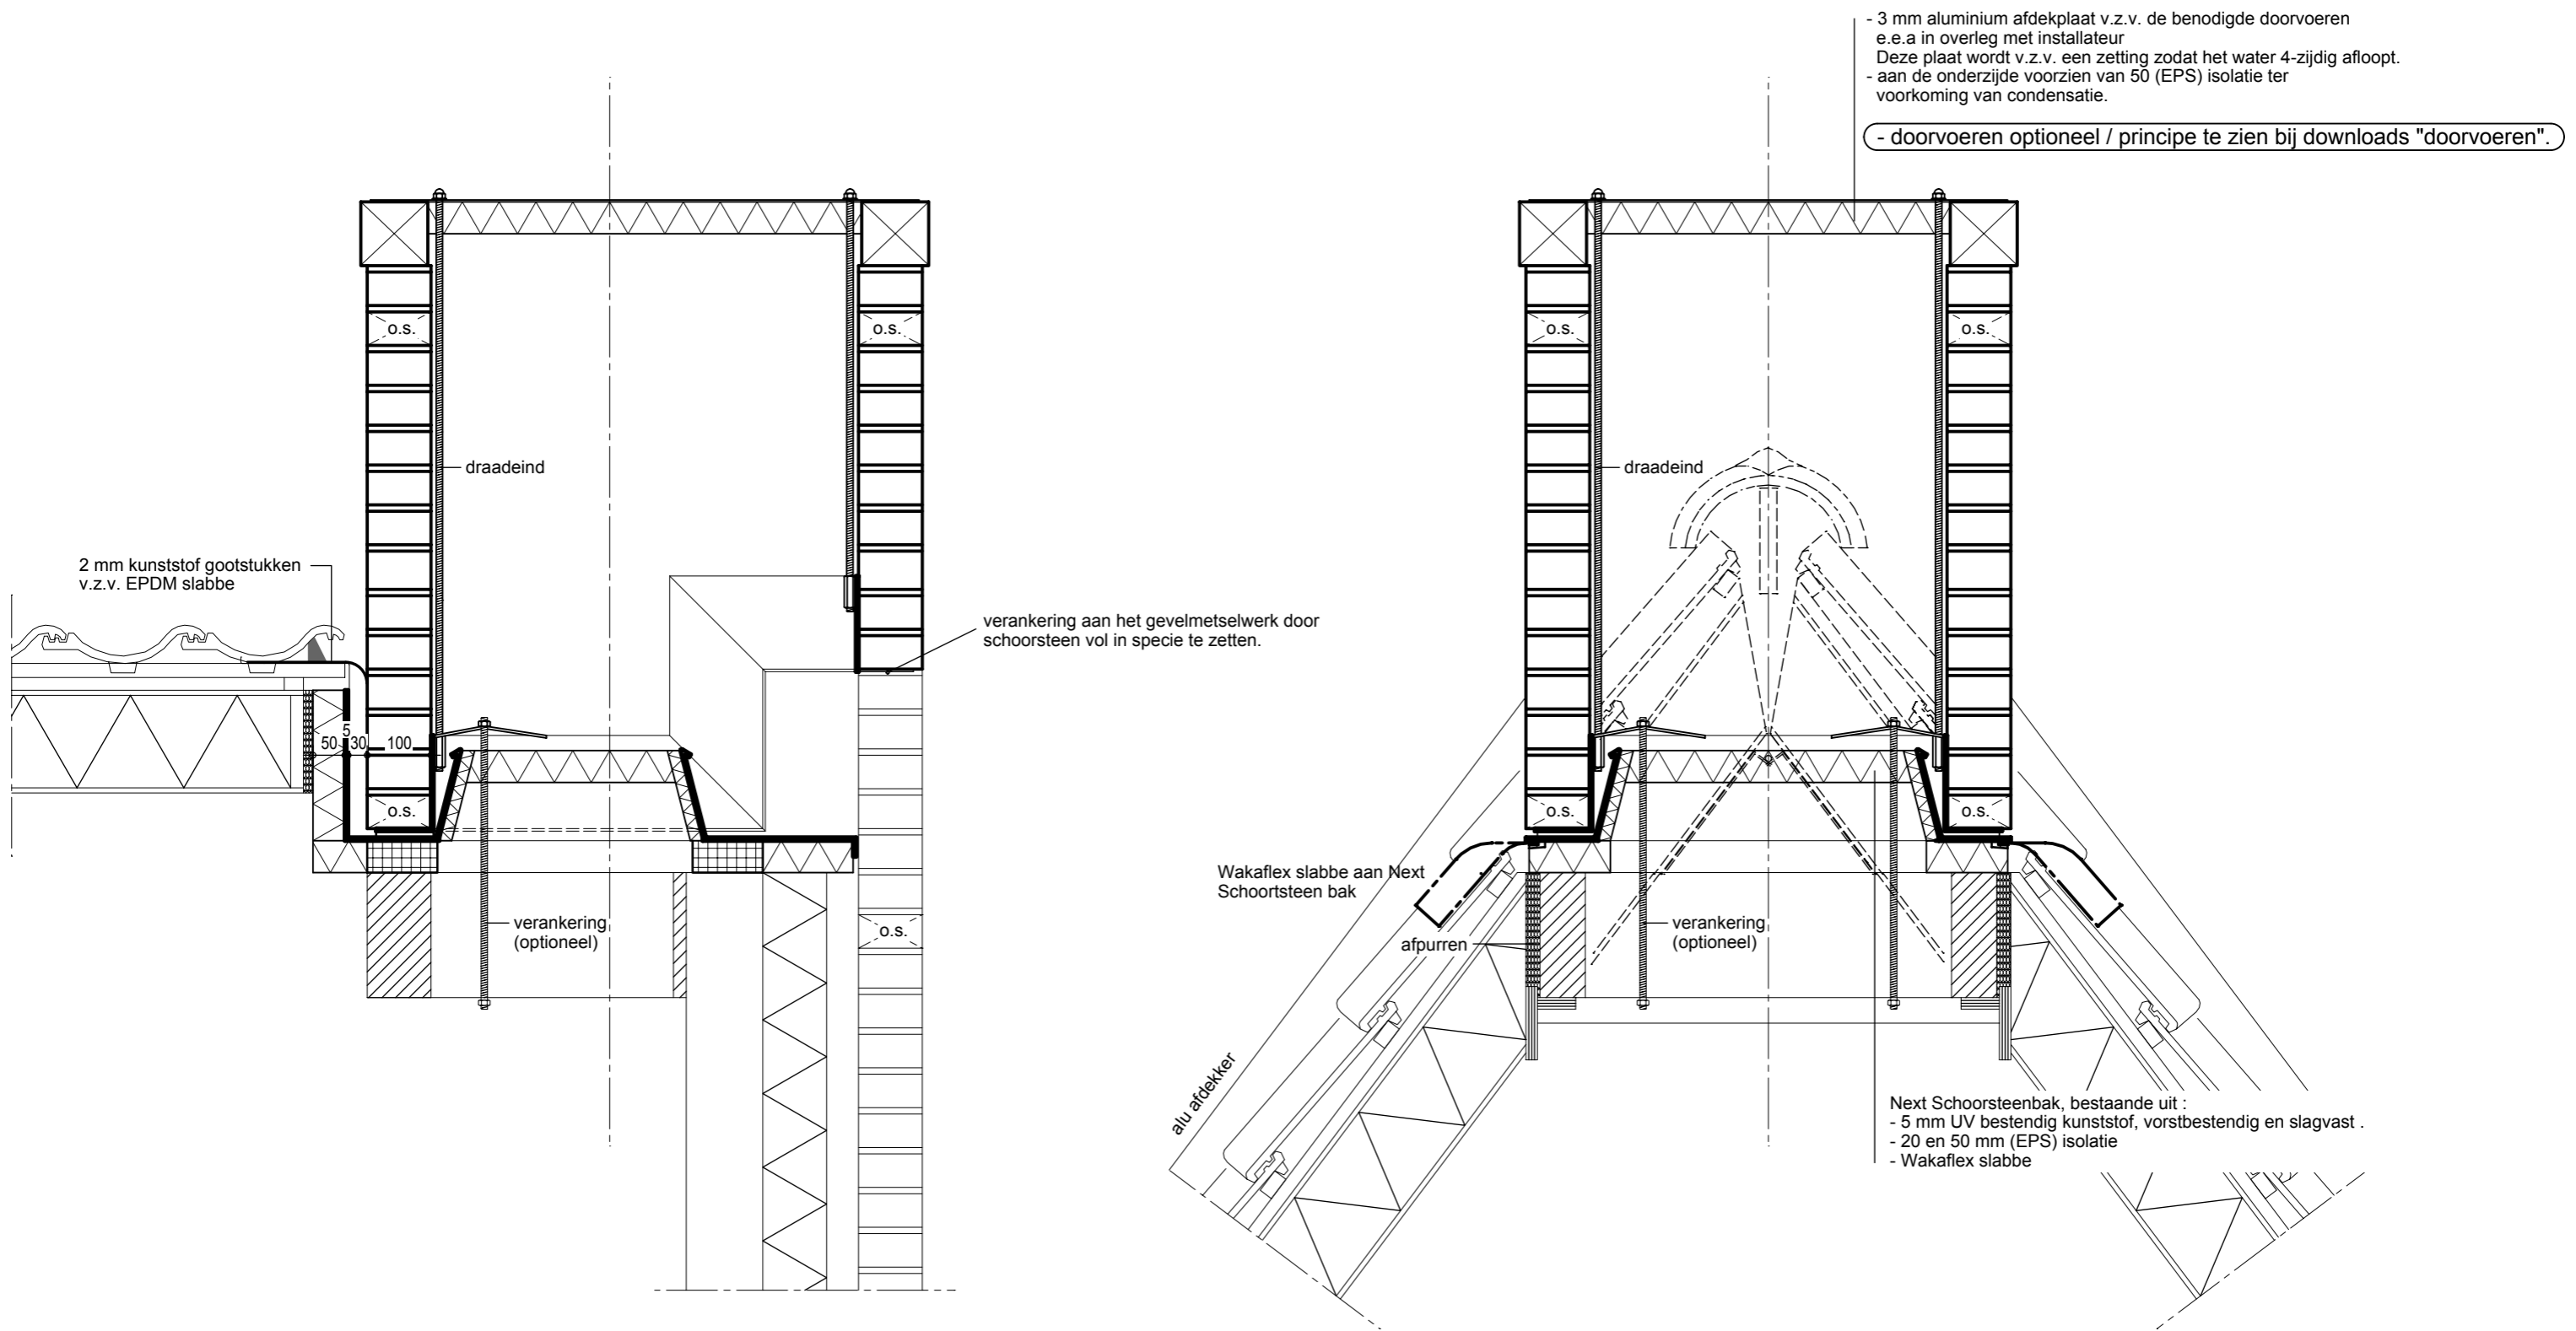 - 3 mm aluminium afdekplaat v.z.v. de benodigde doorvoeren
e.e.a in overleg met installateur
Deze plaat wordt v.z.v. een zetting zodat het water 4-zijdig afloopt.
- aan de onderzijde voorzien van 50 (EPS) isolatie ter
voorkoming van condensatie.
- doorvoeren optioneel / principe te zien bij downloads "doorvoeren".
o.s.
o.s.
o.s.
o.s.
draadeind
draadeind
2 mm kunststof gootstukken
v.z.v. EPDM slabbe
verankering aan het gevelmetselwerk door
schoorsteen vol in specie te zetten.
5
50
30
100
o.s.
o.s.
o.s.
Wakaflex slabbe aan Next
Schoortsteen bak
verankering
(optioneel)
o.s.
afpurren
verankering
(optioneel)
alu afdekker
Next Schoorsteenbak, bestaande uit :
- 5 mm UV bestendig kunststof, vorstbestendig en slagvast .
- 20 en 50 mm (EPS) isolatie
- Wakaflex slabbe